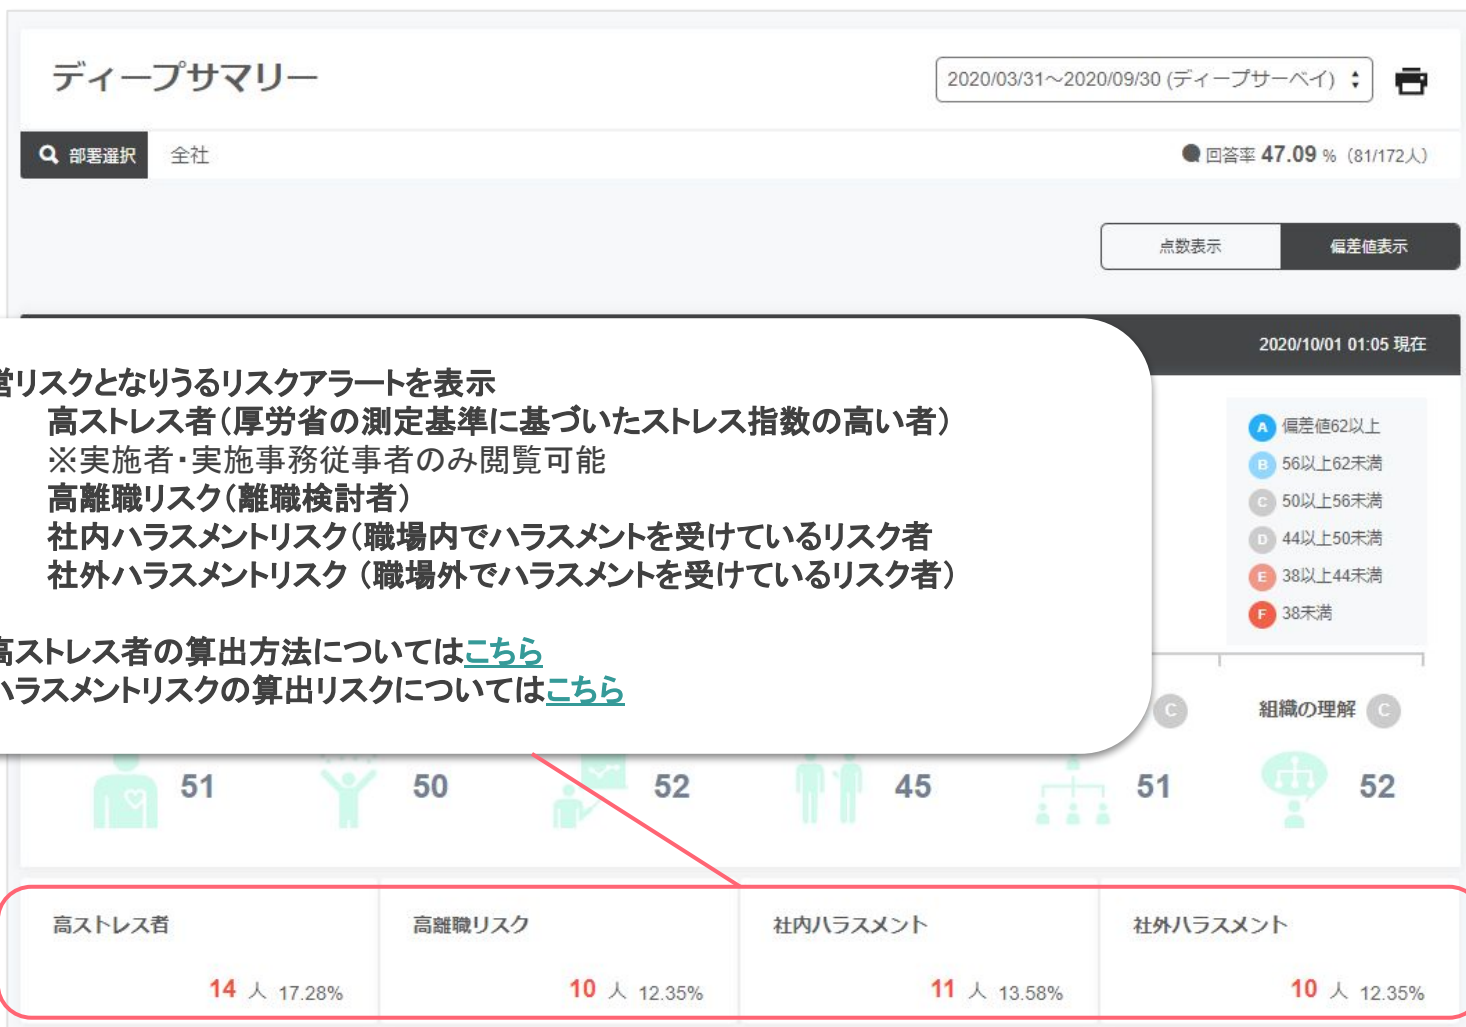 ディープサマリー
2020/03/31～2020/09/30 (ディープサーベイ)
部署選択 全社
回答率 47.09 %（81/172人）
点数表示 偏差値表示
2020/10/01 01:05 現在
営リスクとなりうるリスクアラートを表示
高ストレス者（厚労省の測定基準に基づいたストレス指数の高い者）
※実施者・実施事務従事者のみ閲覧可能
高離職リスク（離職検討者）
社内ハラスメントリスク（職場内でハラスメントを受けているリスク者
社外ハラスメントリスク （職場外でハラスメントを受けているリスク者）
高ストレス者の算出方法についてはこちら
ハラスメントリスクの算出リスクについてはこちら
A 偏差値62以上
B 56以上62未満
C 50以上56未満
D 44以上50未満
E 38以上44未満
F 38未満
C 組織の理解 C
51 50 52 45 51 52
高ストレス者 高離職リスク 社内ハラスメント 社外ハラスメント
14 人 17.28% 10 人 12.35% 11 人 13.58% 10 人 12.35%